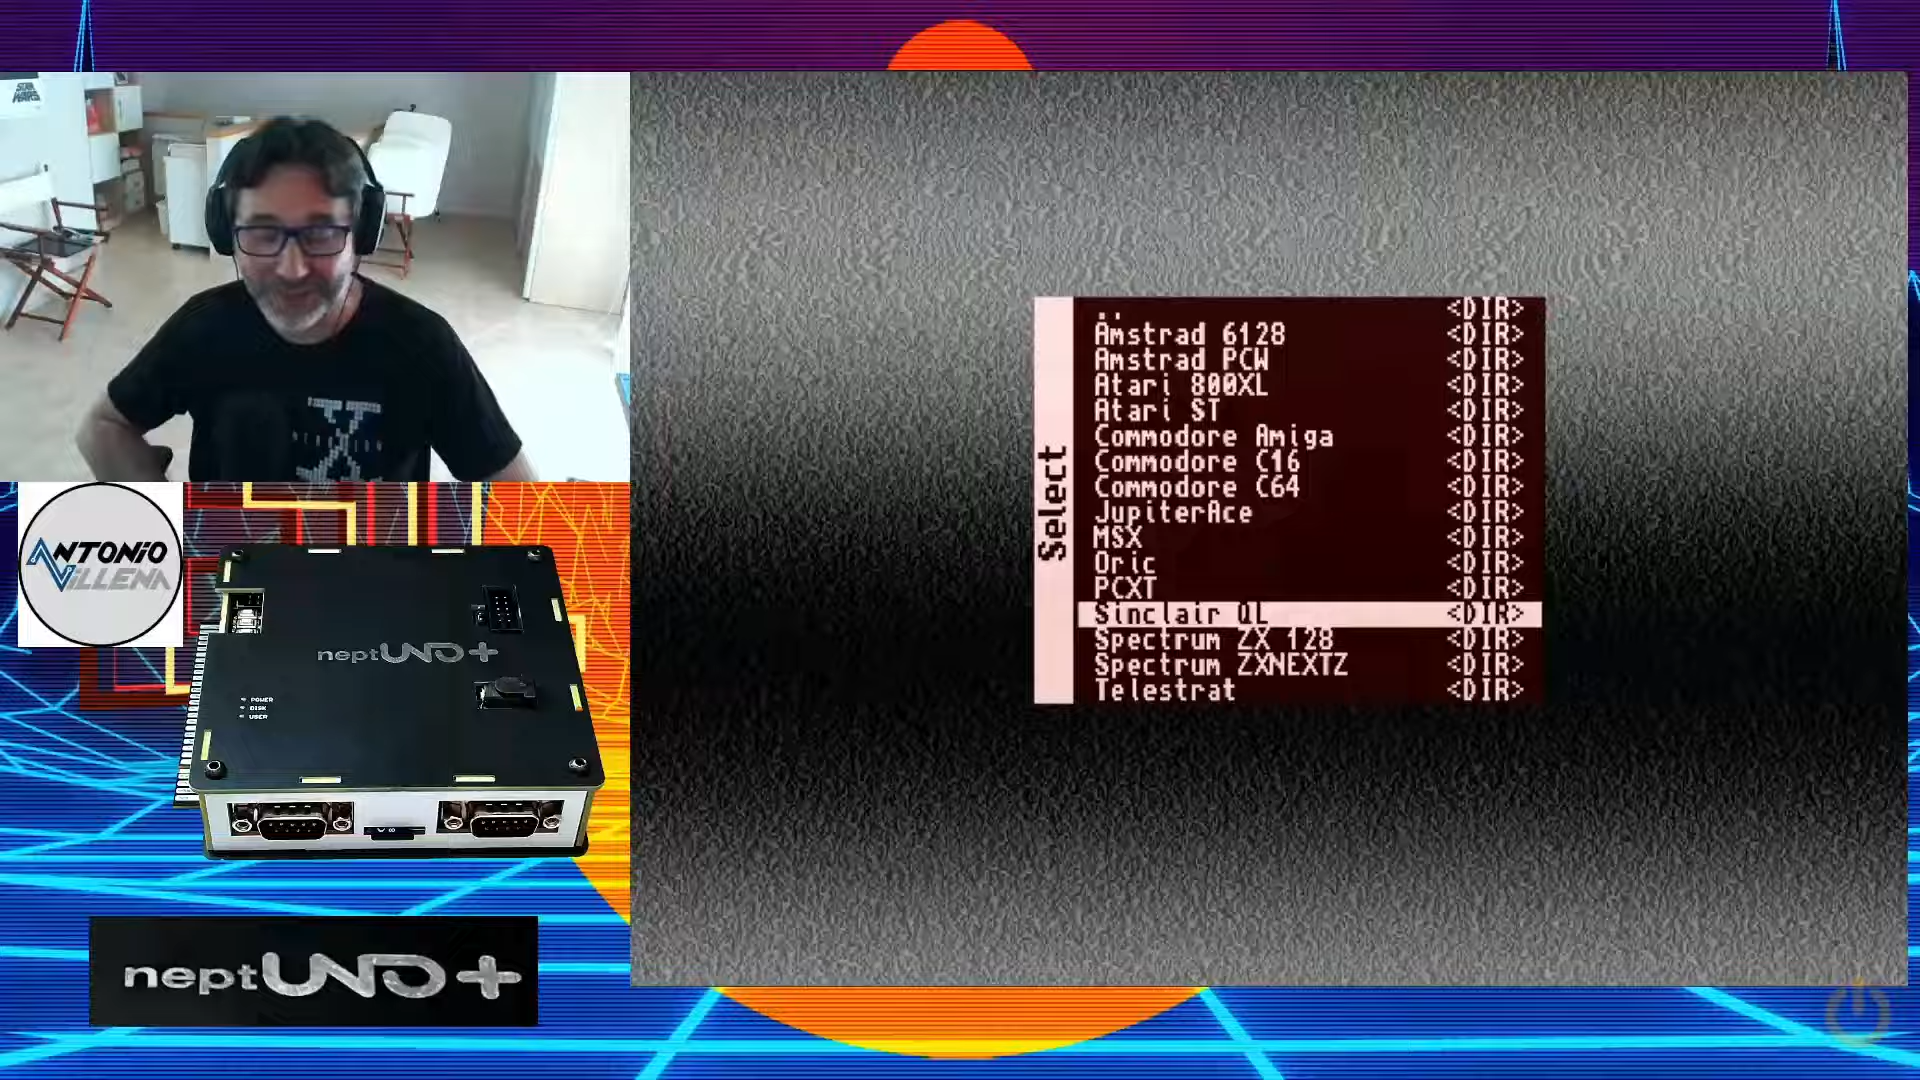 STAR
WARS
ANTONIO
VILLENA
neptUNO+
POWER
DISK
USER
neptUNO+
Select
.. <DIR>
Amstrad 6128 <DIR>
Amstrad PCW <DIR>
Atari 800XL <DIR>
Atari ST <DIR>
Commodore Amiga <DIR>
Commodore C16 <DIR>
Commodore C64 <DIR>
JupiterAce <DIR>
MSX <DIR>
Oric <DIR>
PCXT <DIR>
Sinclair QL <DIR>
Spectrum ZX 128 <DIR>
Spectrum ZXNEXTZ <DIR>
Telestrat <DIR>